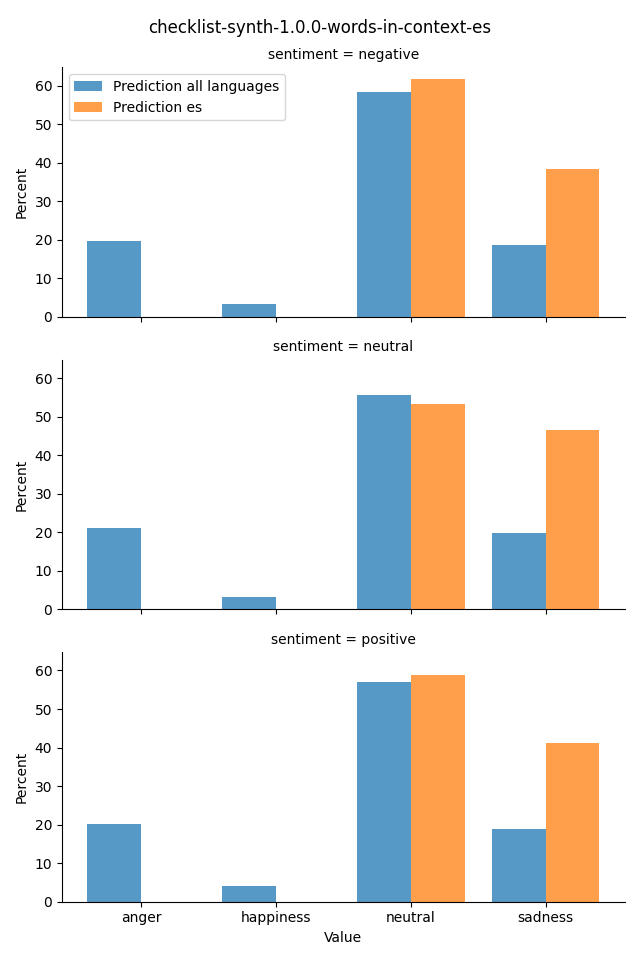 checklist-synth-1.0.0-words-in-context-es
sentiment = negative
Prediction all languages
Prediction es
60
50
40
30
20
10
0
Percent
sentiment = neutral
60
50
40
30
20
10
0
Percent
sentiment = positive
60
50
40
30
20
10
0
Percent
anger happiness neutral sadness
Value